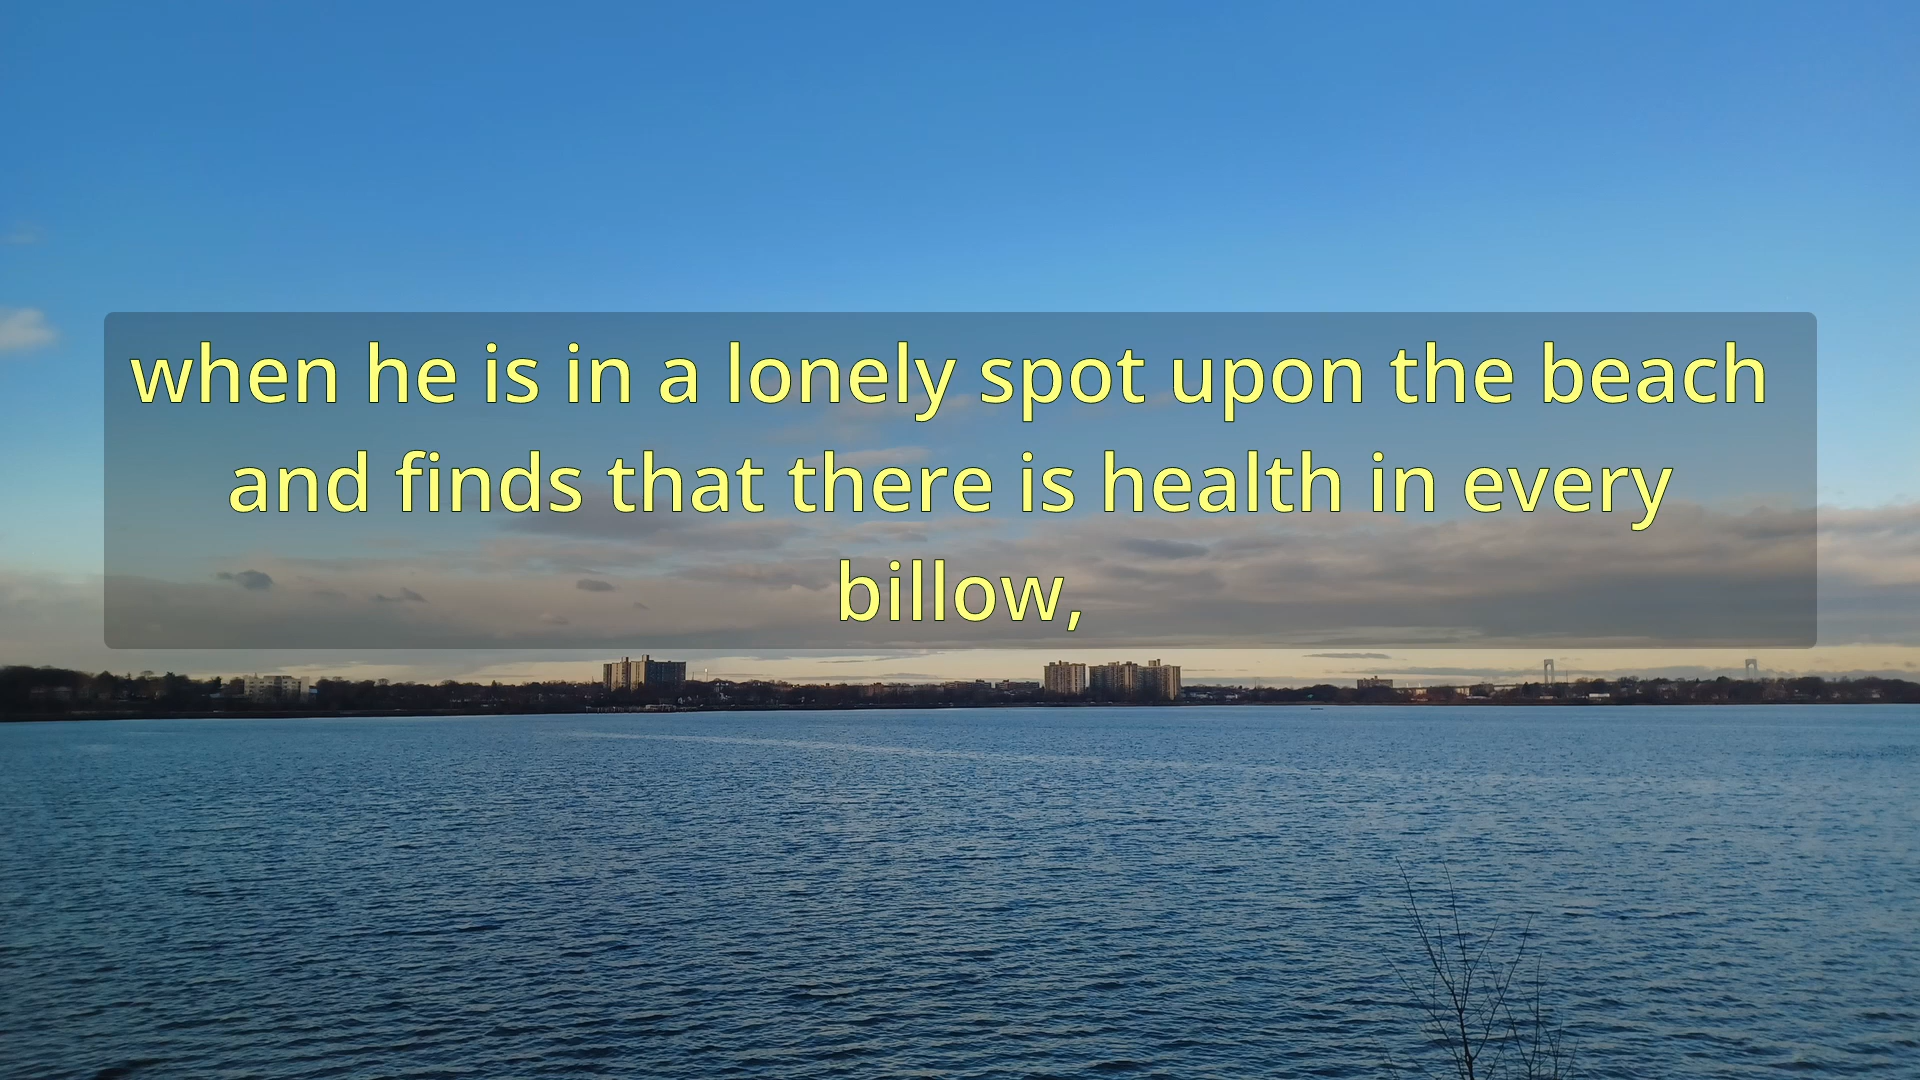 when he is in a lonely spot upon the beach
and finds that there is health in every
billow,